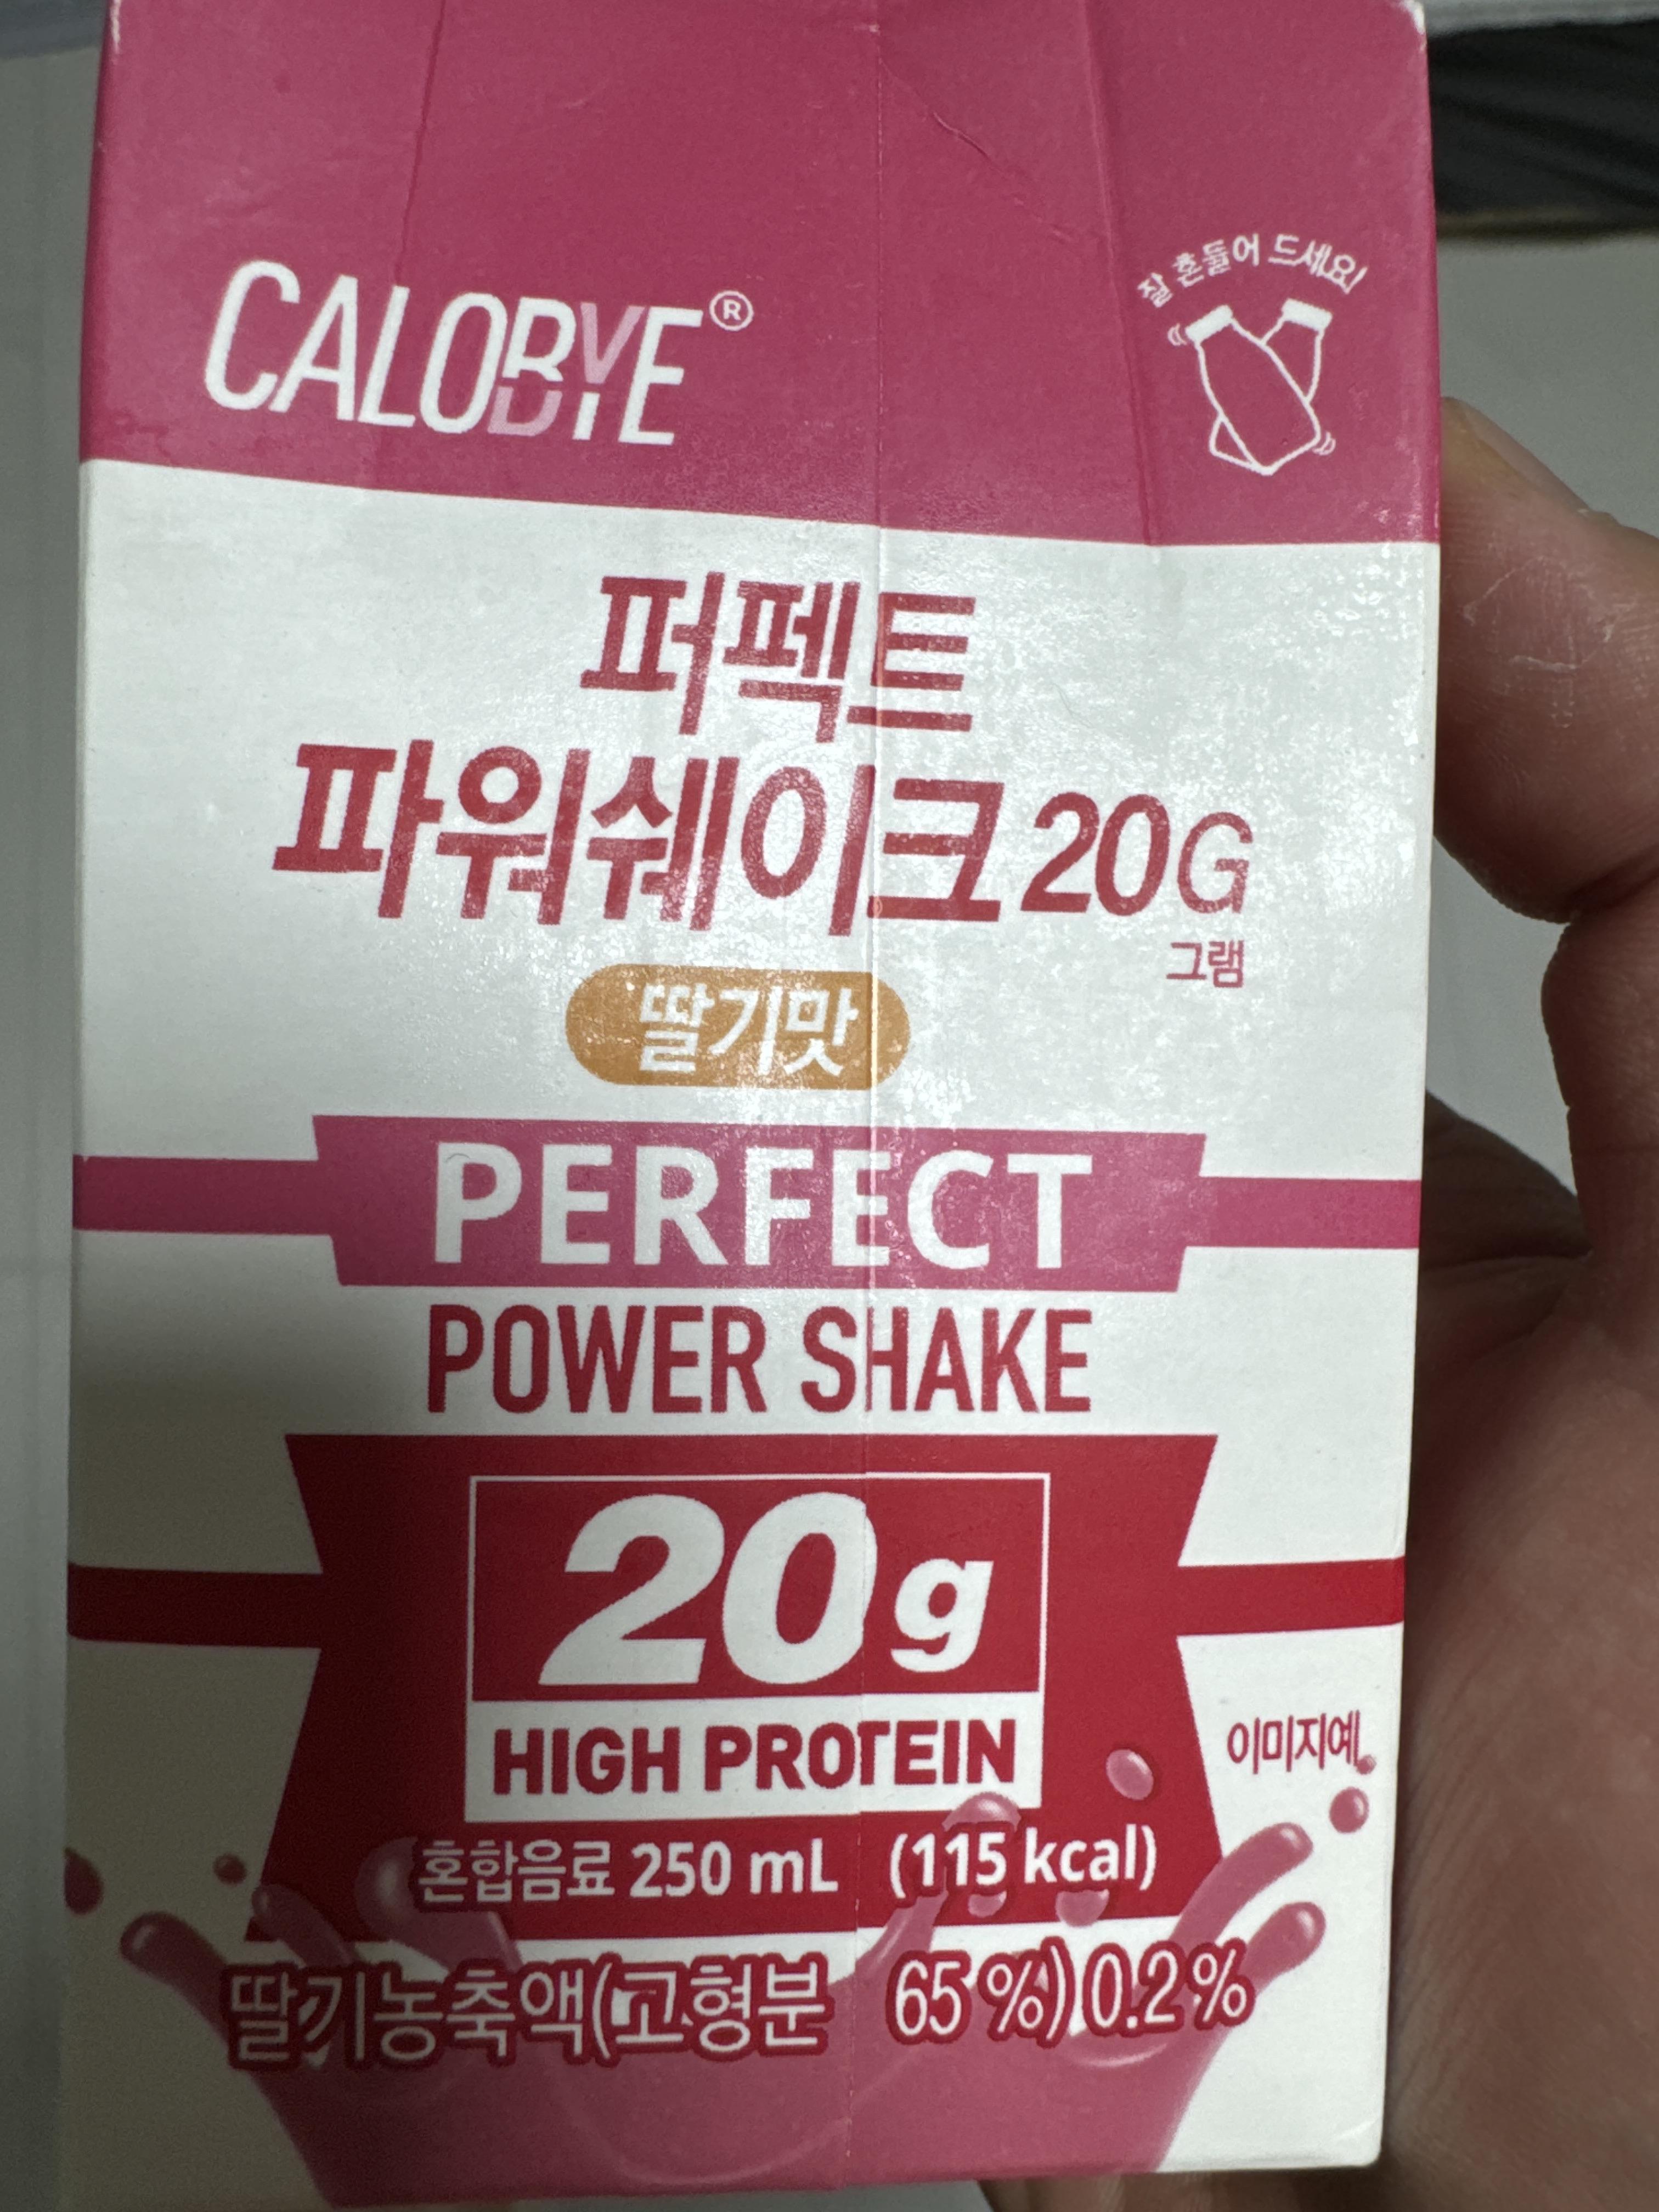 CALOBYE®
잘 흔들어 드세요!
퍼펙트
파워쉐이크 20G
그램
딸기맛
PERFECT
POWER SHAKE
20g
HIGH PROTEIN
이미지예
혼합음료 250 mL (115 kcal)
딸기농축액(고형분 65 %) 0.2 %